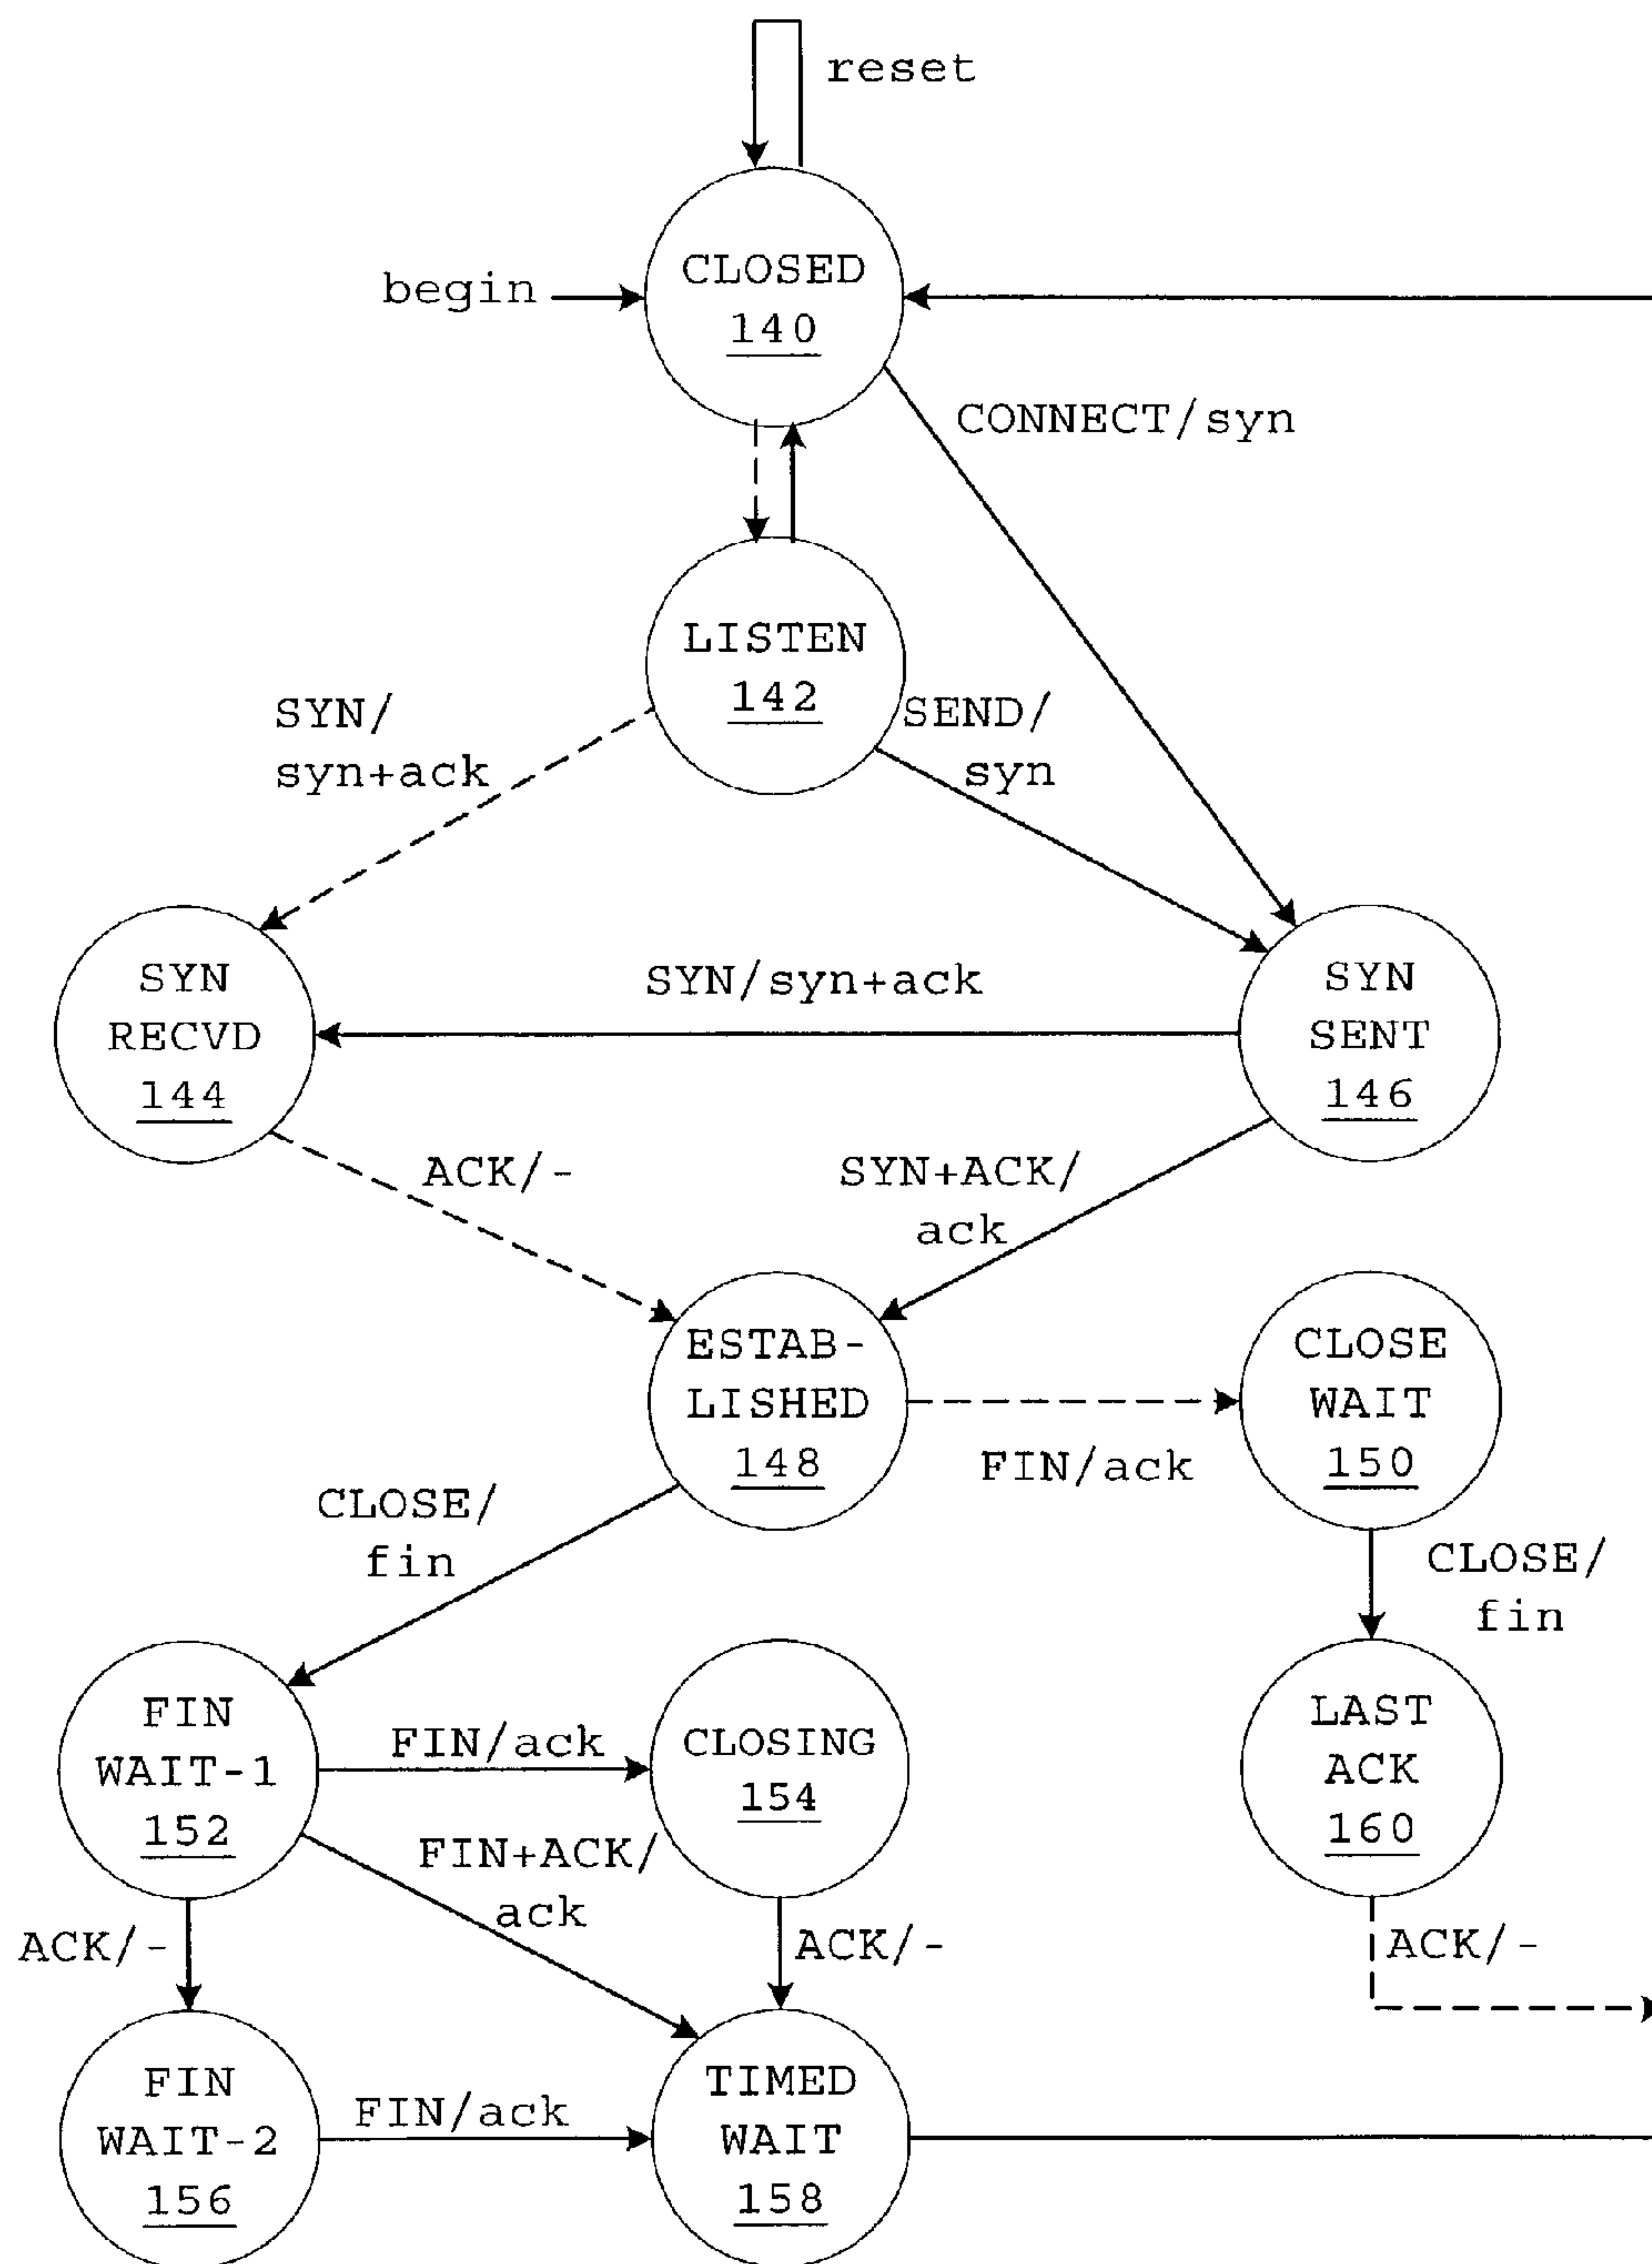 reset
begin
CLOSED
140
CONNECT/syn
LISTEN
142
SYN/
syn+ack
SEND/
syn
SYN
RECVD
144
SYN/syn+ack
SYN
SENT
146
ACK/-
SYN+ACK/
ack
ESTAB-
LISHED
148
FIN/ack
CLOSE
WAIT
150
CLOSE/
fin
CLOSE/
fin
FIN
WAIT-1
152
FIN/ack
CLOSING
154
LAST
ACK
160
FIN+ACK/
ack
ACK/-
ACK/-
ACK/-
FIN
WAIT-2
156
FIN/ack
TIMED
WAIT
158